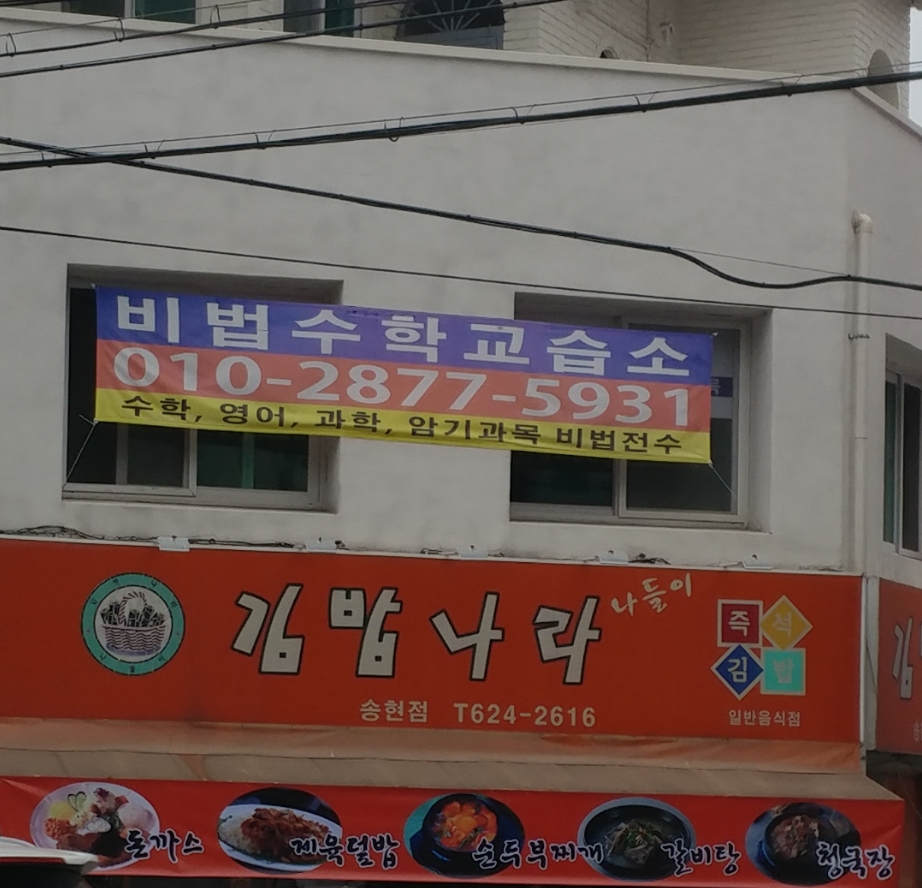 비법수학교습소
010-2877-5931
수학, 영어, 과학, 암기과목 비법전수
김밥나라 나들이
즉석
김밥
송현점 T624-2616
일반음식점
돈까스 제육덮밥 순두부찌개 갈비탕 청국장